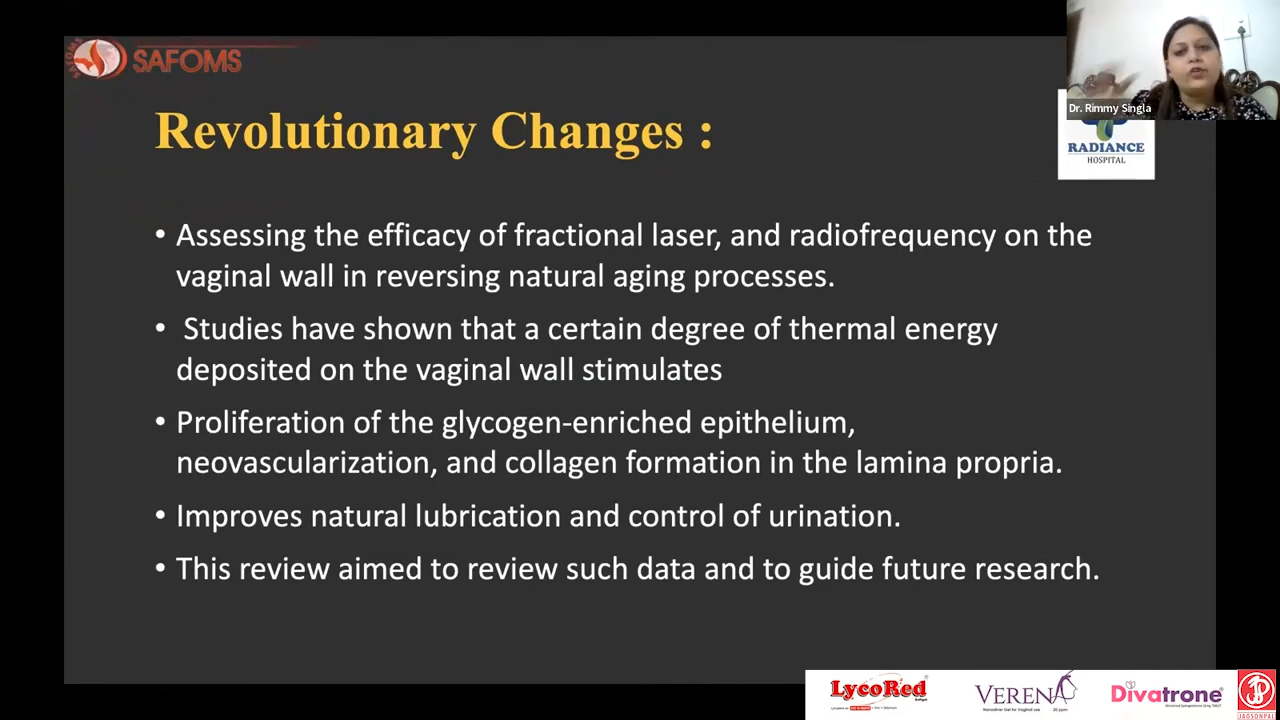 SAFOMS
Dr. Rimmy Singla
Revolutionary Changes :
RADIANCE
HOSPITAL
• Assessing the efficacy of fractional laser, and radiofrequency on the
vaginal wall in reversing natural aging processes.
• Studies have shown that a certain degree of thermal energy
deposited on the vaginal wall stimulates
• Proliferation of the glycogen-enriched epithelium,
neovascularization, and collagen formation in the lamina propria.
• Improves natural lubrication and control of urination.
• This review aimed to review such data and to guide future research.
LycoRed
VERENA
Divatrone
JAGSONPAL